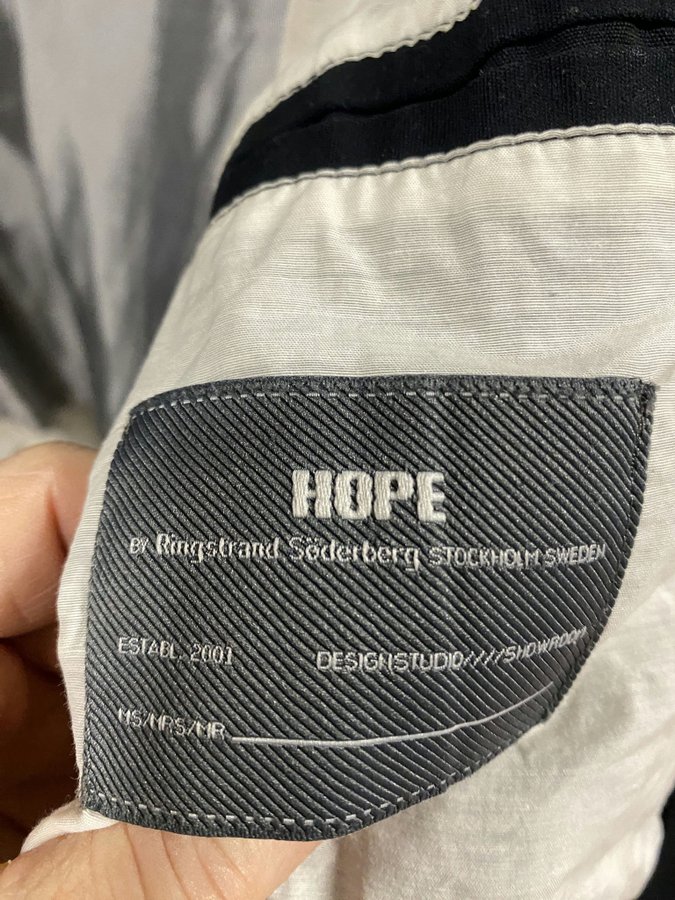 HOPE
BY Ringstrand Söderberg STOCKHOLM SWEDEN
ESTABL. 2001 DESIGNSTUDIO////SHOWROOM
MS/MRS/MR